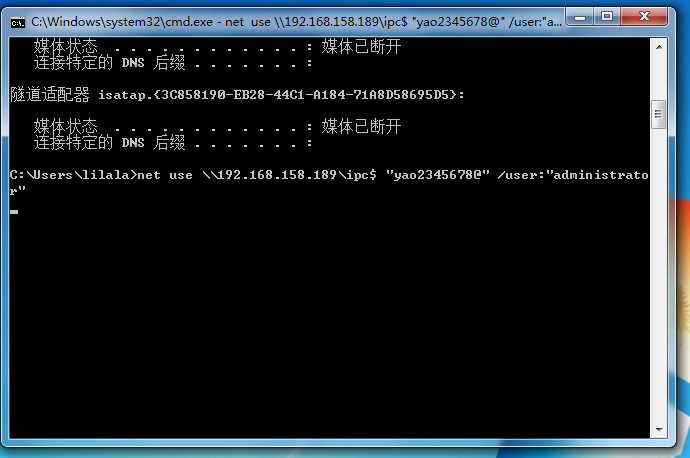 C:\Windows\system32\cmd.exe - net use \\192.168.158.189\ipc$ "yao2345678@" /user:"a...
媒体状态 . . . . . . . . . . . . : 媒体已断开
连接特定的 DNS 后缀 . . . . . . . :
隧道适配器 isatap.{3C858190-EB28-44C1-A184-71A8D58695D5}:
媒体状态 . . . . . . . . . . . . : 媒体已断开
连接特定的 DNS 后缀 . . . . . . . :
C:\Users\lilala>net use \\192.168.158.189\ipc$ "yao2345678@" /user:"administrato
r"